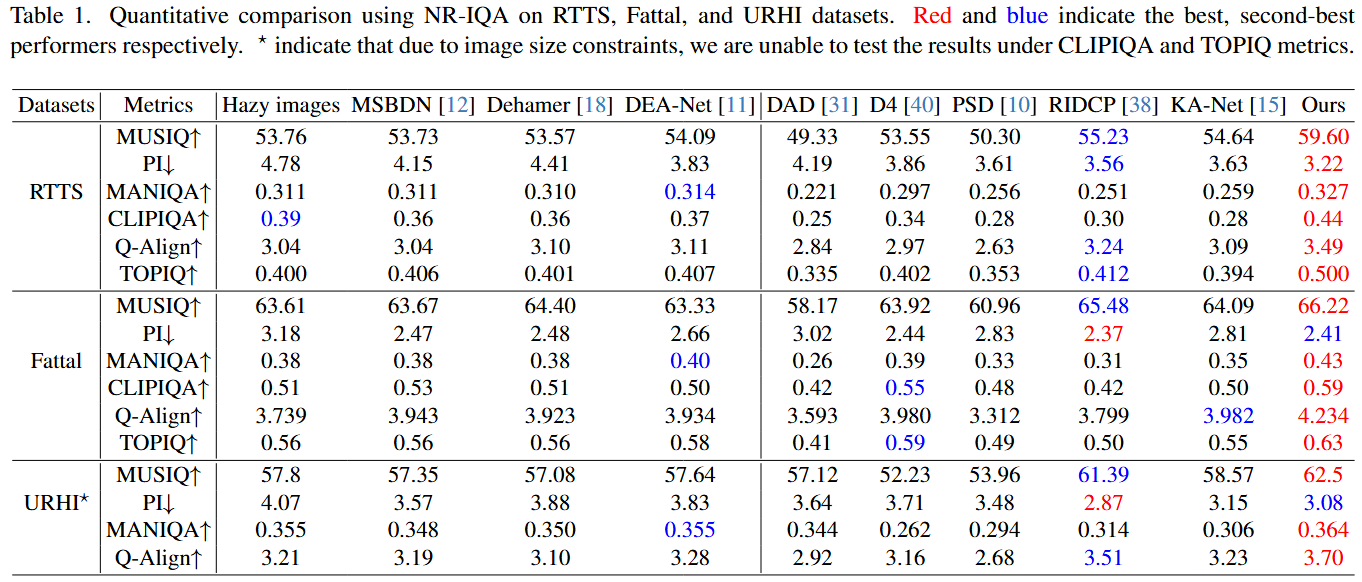 Table 1. Quantitative comparison using NR-IQA on RTTS, Fattal, and URHI datasets. Red and blue indicate the best, second-best
performers respectively. * indicate that due to image size constraints, we are unable to test the results under CLIPIQA and TOPIQ metrics.
Datasets Metrics Hazy images MSBDN [12] Dehamer [18] DEA-Net [11] DAD [31] D4 [40] PSD [10] RIDCP [38] KA-Net [15] Ours
MUSIQ↑ 53.76 53.73 53.57 54.09 49.33 53.55 50.30 55.23 54.64 59.60
PI↓ 4.78 4.15 4.41 3.83 4.19 3.86 3.61 3.56 3.63 3.22
RTTS MANIQA↑ 0.311 0.311 0.310 0.314 0.221 0.297 0.256 0.251 0.259 0.327
CLIPIQA↑ 0.39 0.36 0.36 0.37 0.25 0.34 0.28 0.30 0.28 0.44
Q-Align↑ 3.04 3.04 3.10 3.11 2.84 2.97 2.63 3.24 3.09 3.49
TOPIQ↑ 0.400 0.406 0.401 0.407 0.335 0.402 0.353 0.412 0.394 0.500
MUSIQ↑ 63.61 63.67 64.40 63.33 58.17 63.92 60.96 65.48 64.09 66.22
PI↓ 3.18 2.47 2.48 2.66 3.02 2.44 2.83 2.37 2.81 2.41
Fattal MANIQA↑ 0.38 0.38 0.38 0.40 0.26 0.39 0.33 0.31 0.35 0.43
CLIPIQA↑ 0.51 0.53 0.51 0.50 0.42 0.55 0.48 0.42 0.50 0.59
Q-Align↑ 3.739 3.943 3.923 3.934 3.593 3.980 3.312 3.799 3.982 4.234
TOPIQ↑ 0.56 0.56 0.56 0.58 0.41 0.59 0.49 0.50 0.55 0.63
MUSIQ↑ 57.8 57.35 57.08 57.64 57.12 52.23 53.96 61.39 58.57 62.5
URHI* PI↓ 4.07 3.57 3.88 3.83 3.64 3.71 3.48 2.87 3.15 3.08
MANIQA↑ 0.355 0.348 0.350 0.355 0.344 0.262 0.294 0.314 0.306 0.364
Q-Align↑ 3.21 3.19 3.10 3.28 2.92 3.16 2.68 3.51 3.23 3.70